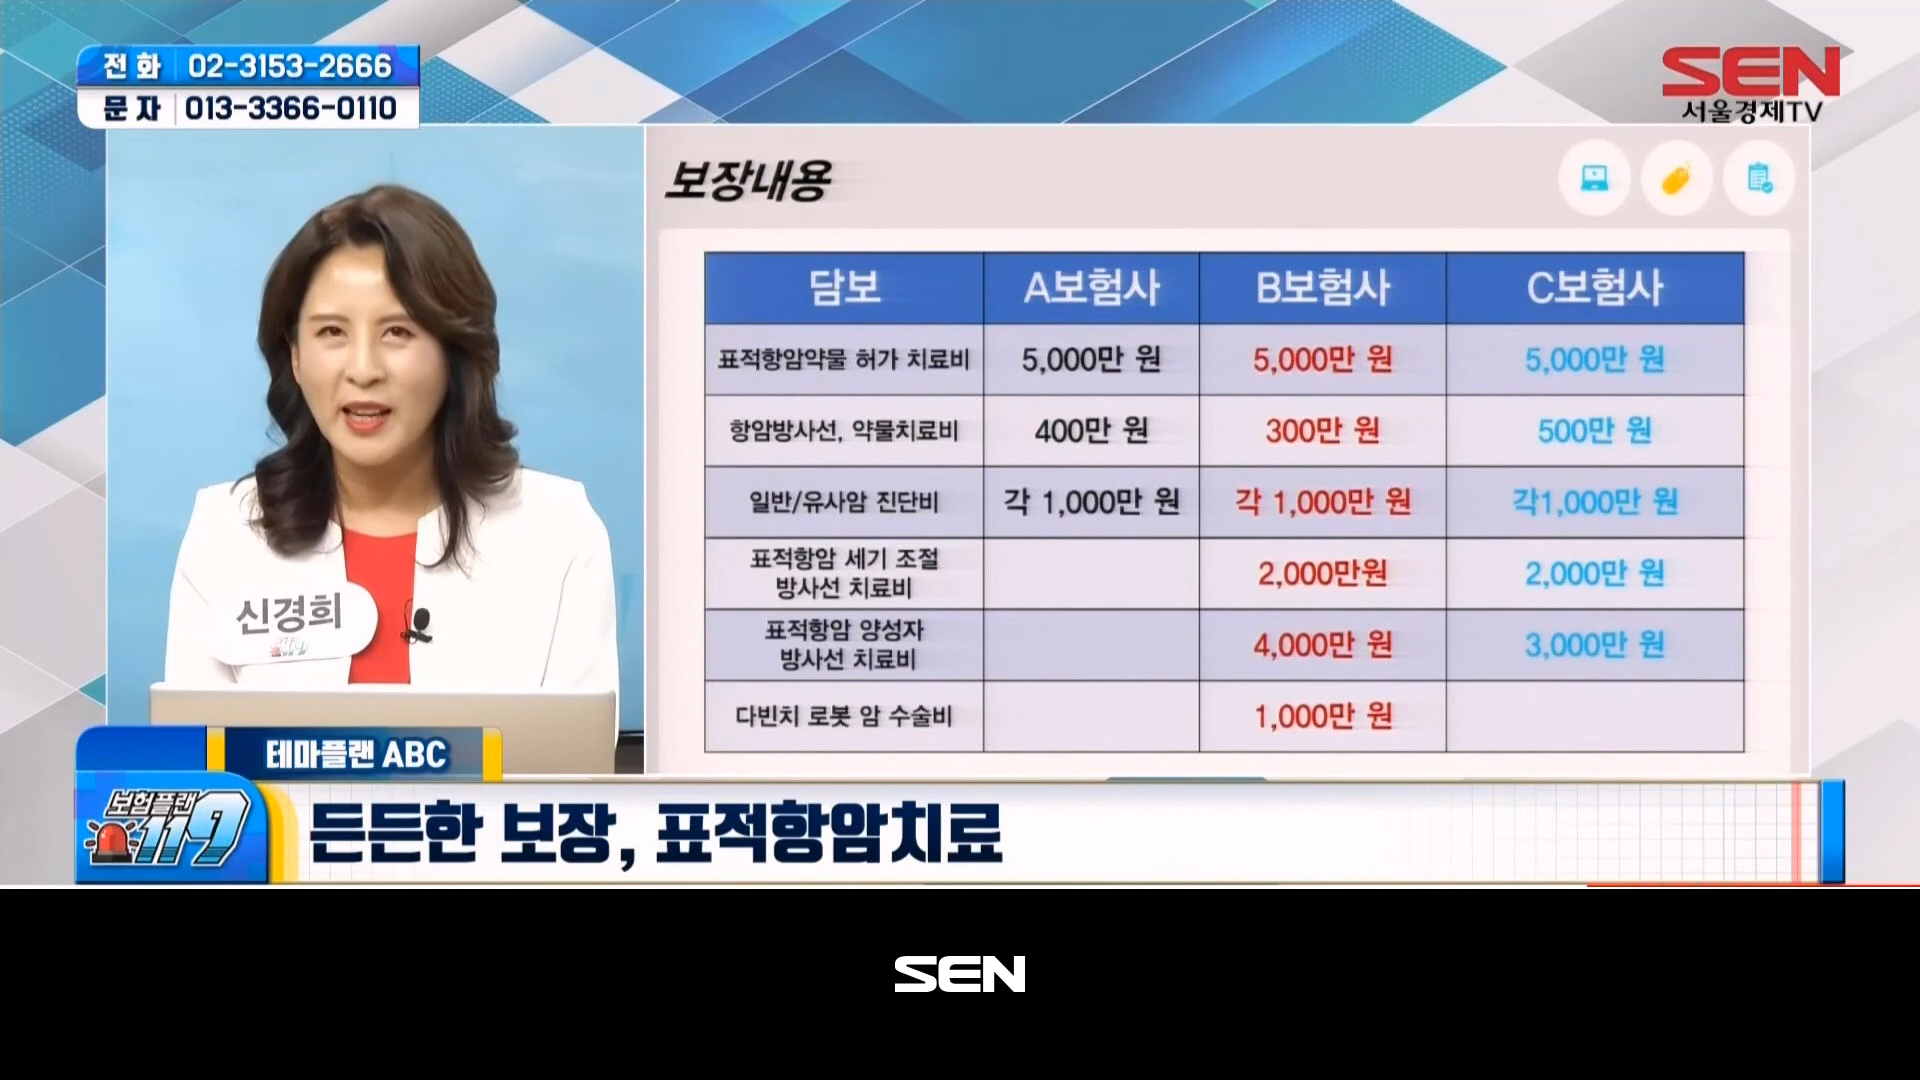 전화 02-3153-2666
문자 013-3366-0110
SEN
서울경제TV
보장내용
담보 A보험사 B보험사 C보험사
표적항암약물 허가 치료비 5,000만 원 5,000만 원 5,000만 원
항암방사선, 약물치료비 400만 원 300만 원 500만 원
일반/유사암 진단비 각 1,000만 원 각 1,000만 원 각1,000만 원
표적항암 세기 조절
방사선 치료비 2,000만원 2,000만 원
표적항암 양성자
방사선 치료비 4,000만 원 3,000만 원
다빈치 로봇 암 수술비 1,000만 원
신경희
테마플랜 ABC
보험플랜
119
든든한 보장, 표적항암치료
SEN